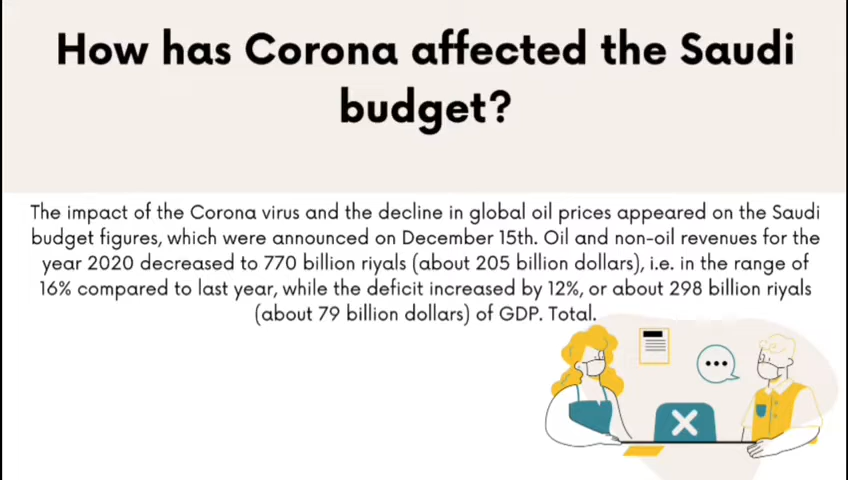 How has Corona affected the Saudi
budget?
The impact of the Corona virus and the decline in global oil prices appeared on the Saudi
budget figures, which were announced on December 15th. Oil and non-oil revenues for the
year 2020 decreased to 770 billion riyals (about 205 billion dollars), i.e. in the range of
16% compared to last year, while the deficit increased by 12%, or about 298 billion riyals
(about 79 billion dollars) of GDP. Total.